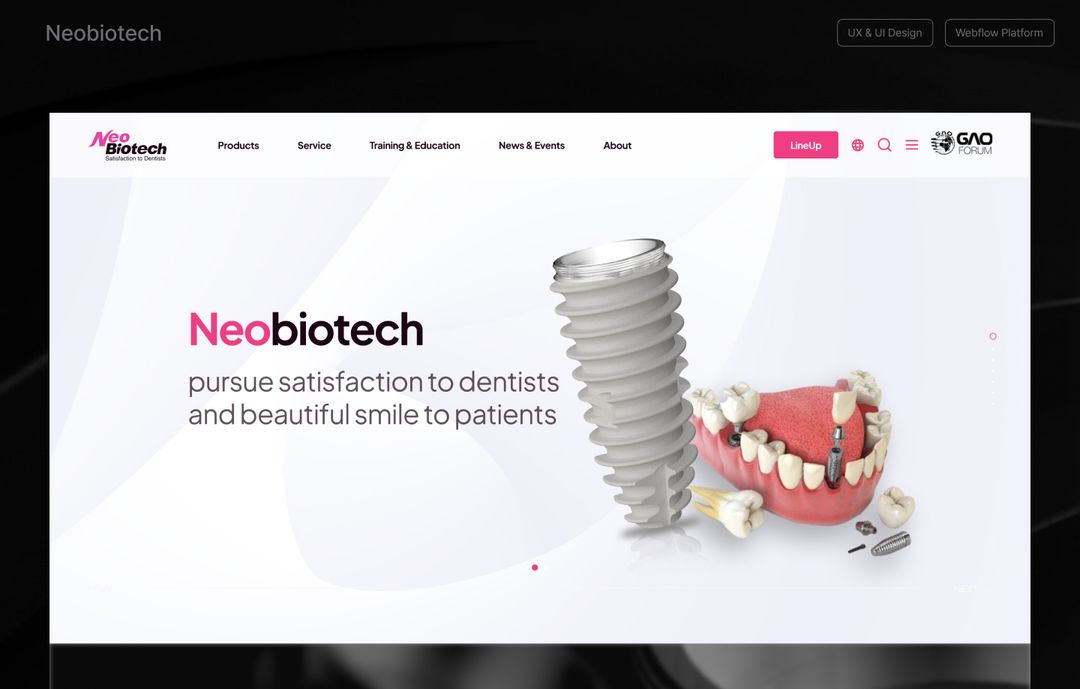 Neobiotech
UX & UI Design
Webflow Platform
Neo
Biotech
Satisfaction to Dentists
Products
Service
Training & Education
News & Events
About
LineUp
GAO
GAO
FORUM
Neobiotech
pursue satisfaction to dentists
and beautiful smile to patients
NEXT